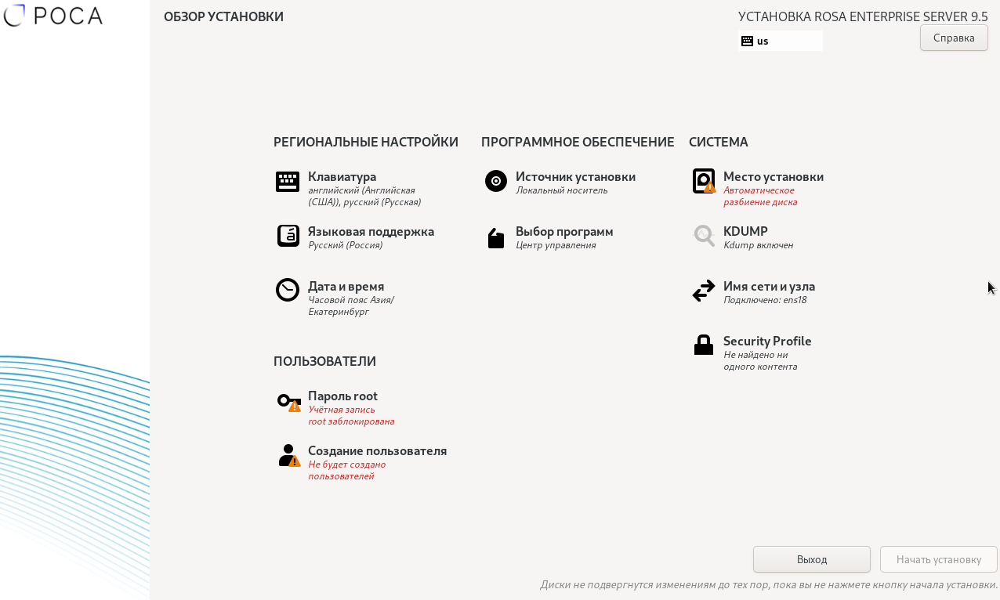 РОСА
ОБЗОР УСТАНОВКИ
УСТАНОВКА ROSA ENTERPRISE SERVER 9.5
us
Справка
РЕГИОНАЛЬНЫЕ НАСТРОЙКИ
Клавиатура
английский (Английская
(США)), русский (Русская)
Языковая поддержка
Русский (Россия)
Дата и время
Часовой пояс Азия/
Екатеринбург
ПОЛЬЗОВАТЕЛИ
Пароль root
Учётная запись
root заблокирована
Создание пользователя
Не будет создано
пользователей
ПРОГРАММНОЕ ОБЕСПЕЧЕНИЕ
Источник установки
Локальный носитель
Выбор программ
Центр управления
СИСТЕМА
Место установки
Автоматическое
разбиение диска
KDUMP
Kdump включен
Имя сети и узла
Подключено: ens18
Security Profile
Не найдено ни
одного контента
Выход
Начать установку
Диски не подвергнутся изменениям до тех пор, пока вы не нажмете кнопку начала установки.